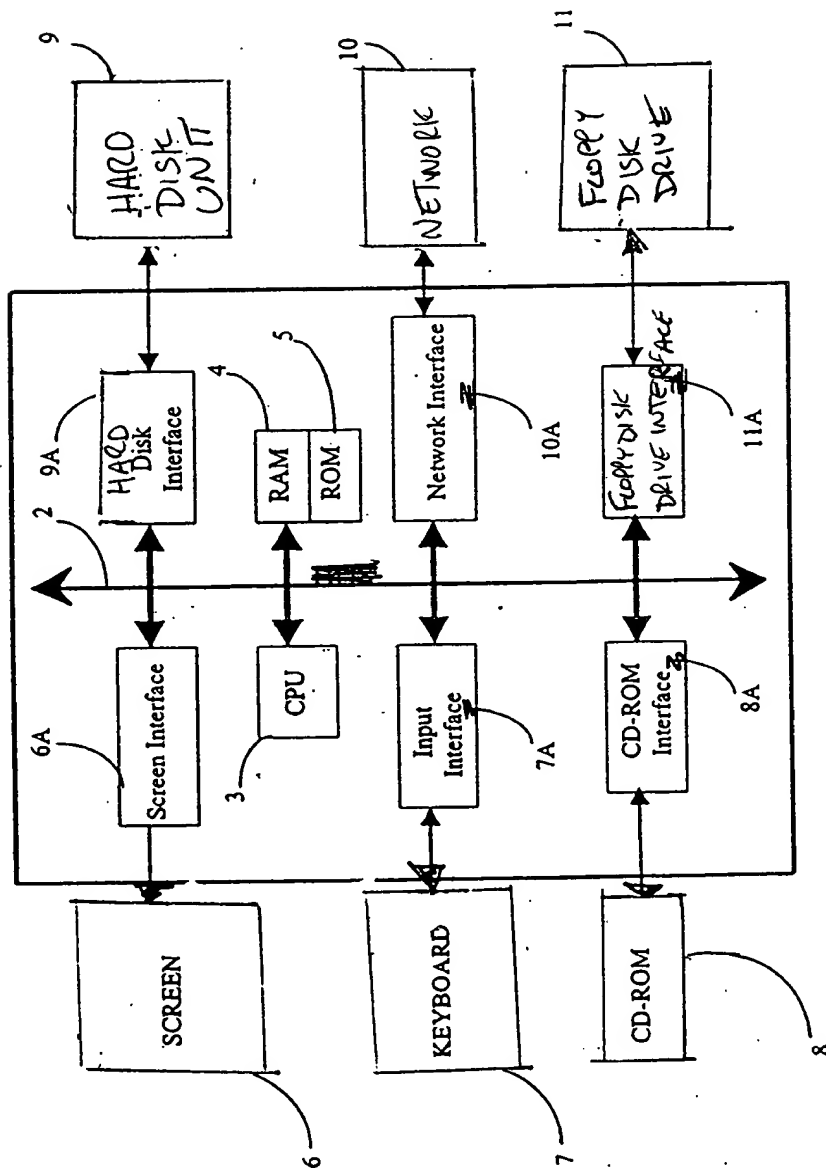 6
SCREEN
6A
Screen Interface
2
9A
HARD
Disk
Interface
9
HARD
DISK
UNIT
3
CPU
4
RAM
5
ROM
7
KEYBOARD
Input
Interface
7A
Network Interface
10A
10
NETWORK
8
CD-ROM
CD-ROM
Interface
8A
FLOPPY DISK
DRIVE INTERFACE
11A
11
FLOPPY
DISK
DRIVE